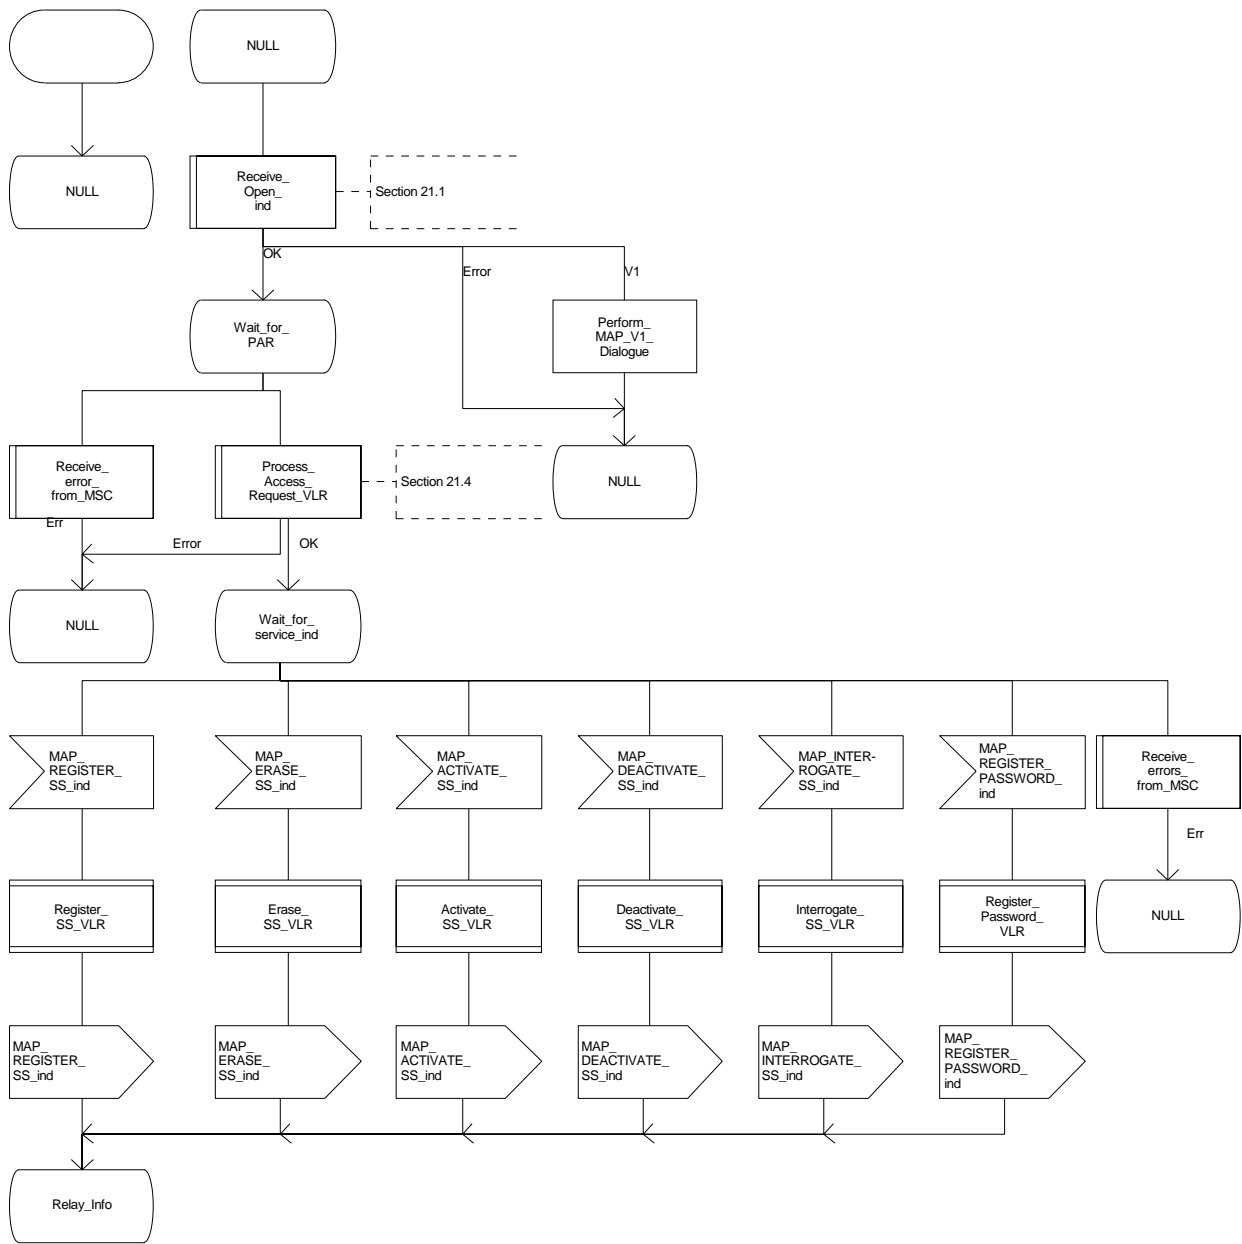 NULL
NULL
Receive_
Open_
ind
Section 21.1
OK
Error
V1
Wait_for_
PAR
Perform_
MAP_V1_
Dialogue
Receive_
error_
from_MSC
Process_
Access_
Request_VLR
Section 21.4
NULL
Err
Error
OK
NULL
Wait_for_
service_ind
MAP_
REGISTER_
SS_ind
MAP_
ERASE_
SS_ind
MAP_
ACTIVATE_
SS_ind
MAP_
DEACTIVATE_
SS_ind
MAP_INTER-
ROGATE_
SS_ind
MAP_
REGISTER_
PASSWORD_
ind
Receive_
errors_
from_MSC
Err
Register_
SS_VLR
Erase_
SS_VLR
Activate_
SS_VLR
Deactivate_
SS_VLR
Interrogate_
SS_VLR
Register_
Password_
VLR
NULL
MAP_
REGISTER_
SS_ind
MAP_
ERASE_
SS_ind
MAP_
ACTIVATE_
SS_ind
MAP_
DEACTIVATE_
SS_ind
MAP_
INTERROGATE_
SS_ind
MAP_
REGISTER_
PASSWORD_
ind
Relay_Info